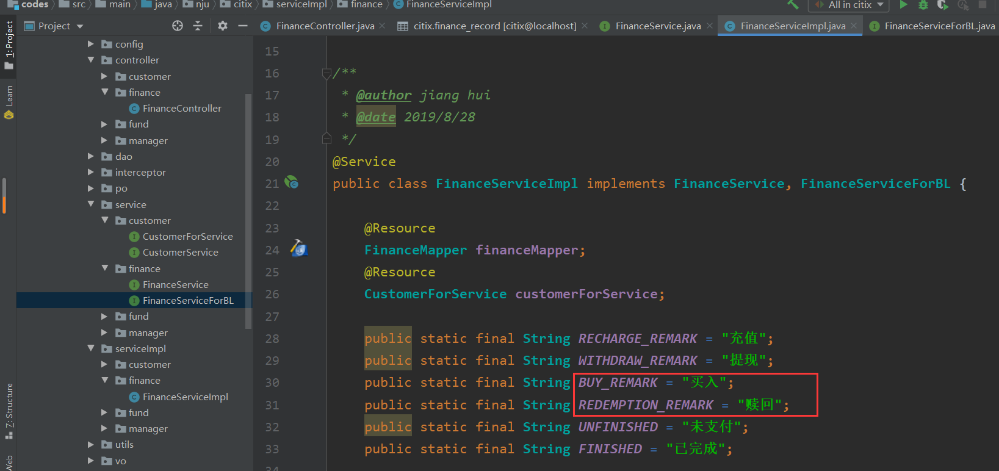 codes src main java nju citix serviceImpl finance FinanceServiceImpl All in citix
Project
FinanceController.java
citix.finance_record [citix@localhost]
FinanceService.java
FinanceServiceImpl.java
FinanceServiceForBL.java
1: Project
Learn
7: Structure
Web
config
controller
customer
finance
FinanceController
fund
manager
dao
interceptor
po
service
customer
CustomerForService
CustomerService
finance
FinanceService
FinanceServiceForBL
fund
manager
serviceImpl
customer
finance
FinanceServiceImpl
fund
manager
utils
vo
15
16 /**
17 * @author jiang hui
18 * @date 2019/8/28
19 */
20 @Service
21 public class FinanceServiceImpl implements FinanceService, FinanceServiceForBL {
22
23 @Resource
24 FinanceMapper financeMapper;
25 @Resource
26 CustomerForService customerForService;
27
28 public static final String RECHARGE_REMARK = "充值";
29 public static final String WITHDRAW_REMARK = "提现";
30 public static final String BUY_REMARK = "买入";
31 public static final String REDEMPTION_REMARK = "赎回";
32 public static final String UNFINISHED = "未支付";
33 public static final String FINISHED = "已完成";
34